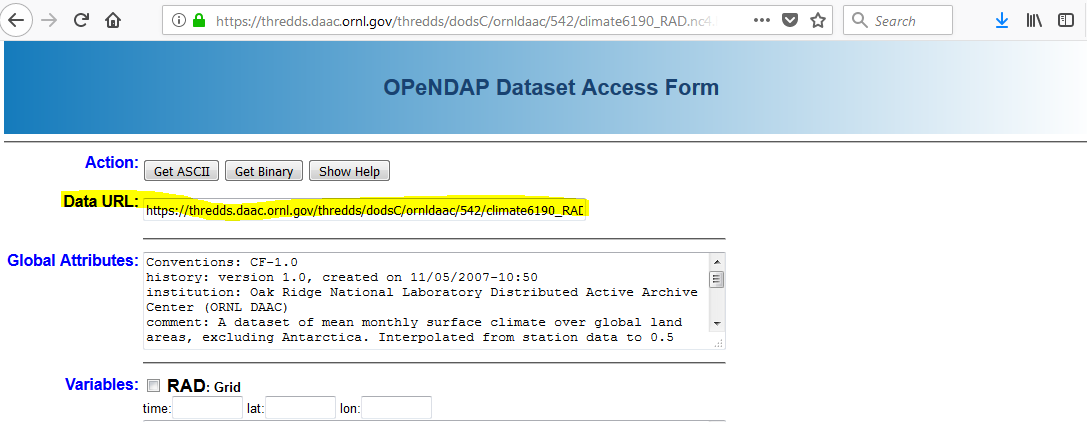 https://thredds.daac.ornl.gov/thredds/dodsC/ornldaac/542/climate6190_RAD.nc4
Search
OPeNDAP Dataset Access Form
Action: Get ASCII Get Binary Show Help
Data URL: https://thredds.daac.ornl.gov/thredds/dodsC/ornldaac/542/climate6190_RAD
Global Attributes: Conventions: CF-1.0
history: version 1.0, created on 11/05/2007-10:50
institution: Oak Ridge National Laboratory Distributed Active Archive
Center (ORNL DAAC)
comment: A dataset of mean monthly surface climate over global land
areas, excluding Antarctica. Interpolated from station data to 0.5
Variables: RAD: Grid
time: lat: lon: